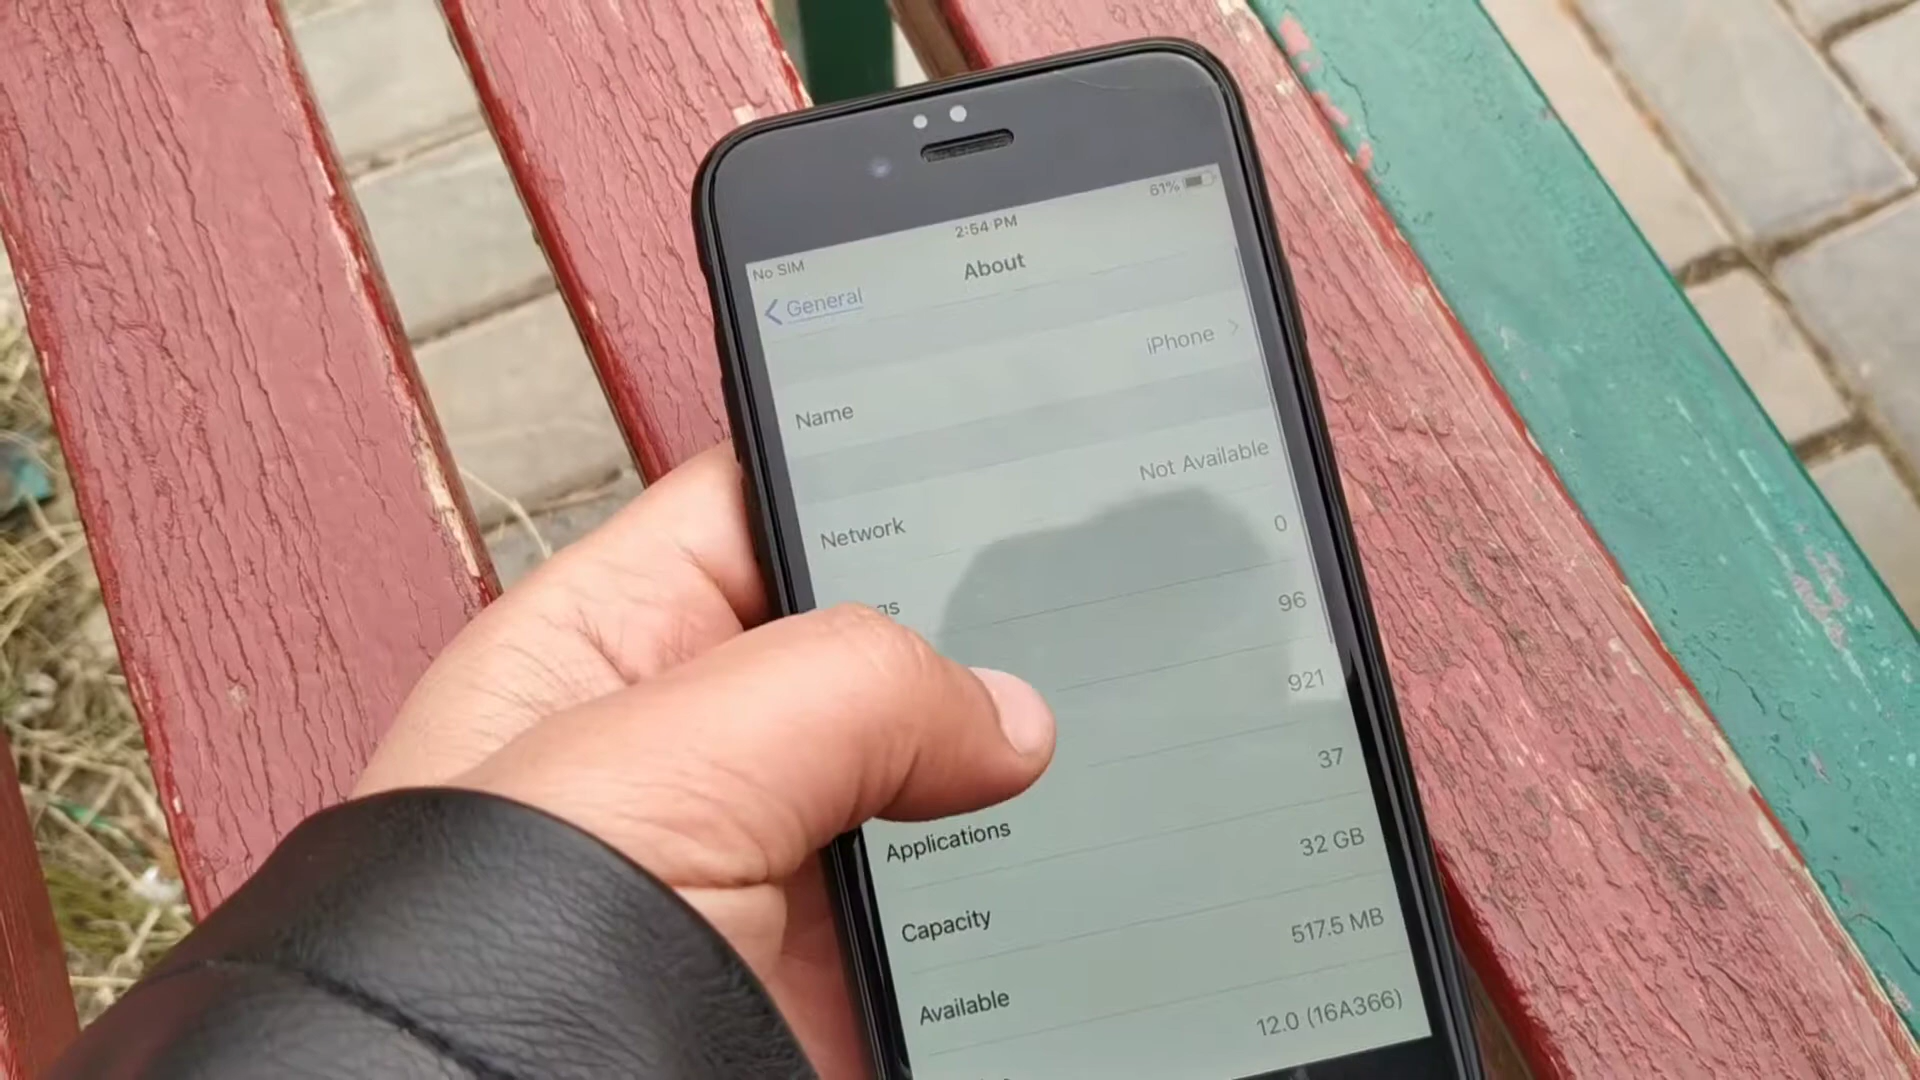 No SIM 2:54 PM 61%
General About
Name iPhone
Network Not Available
gs 0
96
921
Applications 37
Capacity 32 GB
Available 517.5 MB
12.0 (16A366)